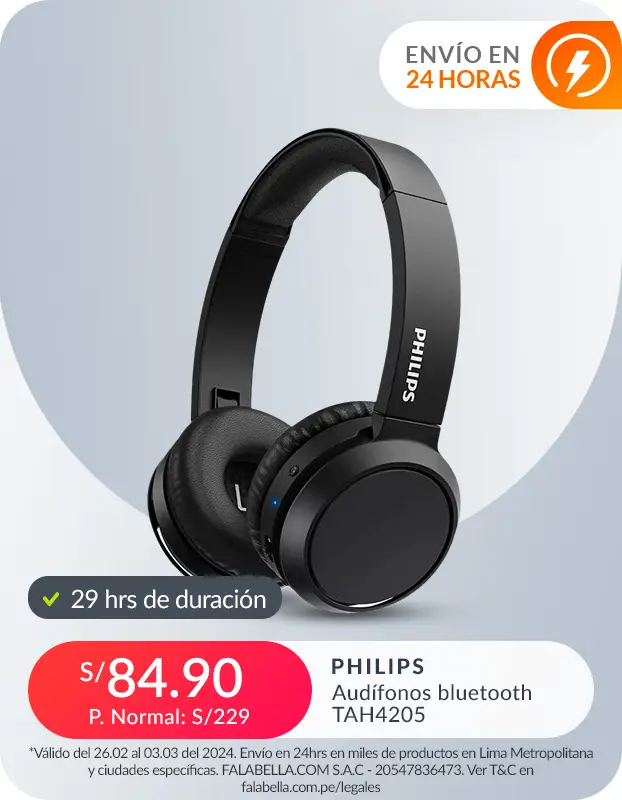 ENVÍO EN
24 HORAS
PHILIPS
29 hrs de duración
S/84.90
P. Normal: S/229
PHILIPS
Audífonos bluetooth
TAH4205
*Válido del 26.02 al 03.03 del 2024. Envío en 24hrs en miles de productos en Lima Metropolitana
y ciudades específicas. FALABELLA.COM S.A.C - 20547836473. Ver T&C en
falabella.com.pe/legales